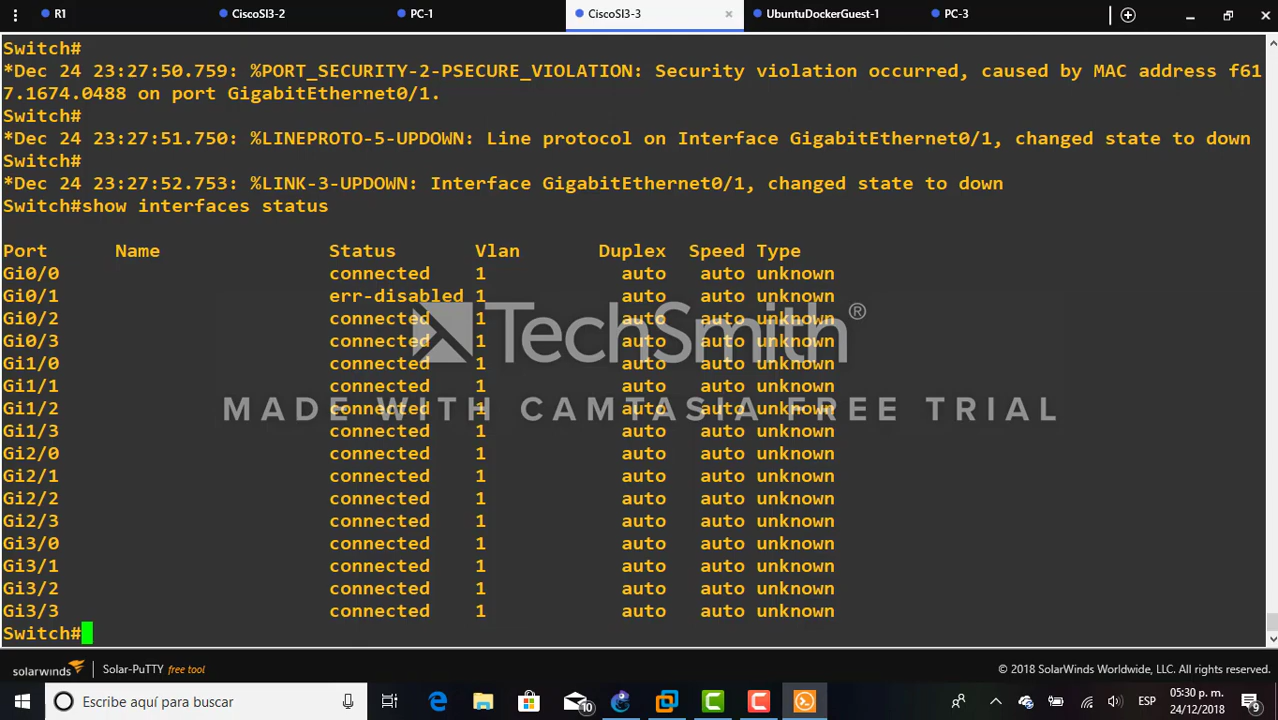 R1 CiscoSI3-2 PC-1 CiscoSI3-3 UbuntuDockerGuest-1 PC-3
Switch#
*Dec 24 23:27:50.759: %PORT_SECURITY-2-PSECURE_VIOLATION: Security violation occurred, caused by MAC address f61
7.1674.0488 on port GigabitEthernet0/1.
Switch#
*Dec 24 23:27:51.750: %LINEPROTO-5-UPDOWN: Line protocol on Interface GigabitEthernet0/1, changed state to down
Switch#
*Dec 24 23:27:52.753: %LINK-3-UPDOWN: Interface GigabitEthernet0/1, changed state to down
Switch#show interfaces status
Port Name Status Vlan Duplex Speed Type
Gi0/0 connected 1 auto auto unknown
Gi0/1 err-disabled 1 auto auto unknown
Gi0/2 connected 1 auto auto unknown
Gi0/3 connected 1 auto auto unknown
Gi1/0 connected 1 auto auto unknown
Gi1/1 connected 1 auto auto unknown
Gi1/2 connected 1 auto auto unknown
Gi1/3 connected 1 auto auto unknown
Gi2/0 connected 1 auto auto unknown
Gi2/1 connected 1 auto auto unknown
Gi2/2 connected 1 auto auto unknown
Gi2/3 connected 1 auto auto unknown
Gi3/0 connected 1 auto auto unknown
Gi3/1 connected 1 auto auto unknown
Gi3/2 connected 1 auto auto unknown
Gi3/3 connected 1 auto auto unknown
Switch#
TechSmith®
MADE WITH CAMTASIA FREE TRIAL
solarwinds Solar-PuTTY free tool © 2018 SolarWinds Worldwide, LLC. All rights reserved.
Escribe aquí para buscar 10 ESP 05:30 p. m. 9
24/12/2018